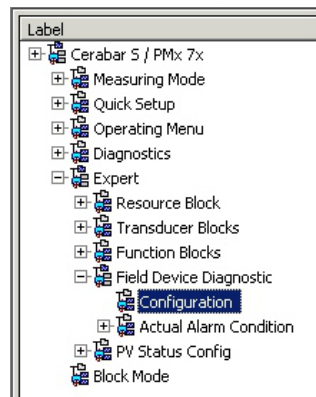 Label
Cerabar S / PMx 7x
Measuring Mode
Quick Setup
Operating Menu
Diagnostics
Expert
Resource Block
Transducer Blocks
Function Blocks
Field Device Diagnostic
Configuration
Actual Alarm Condition
PV Status Config
Block Mode